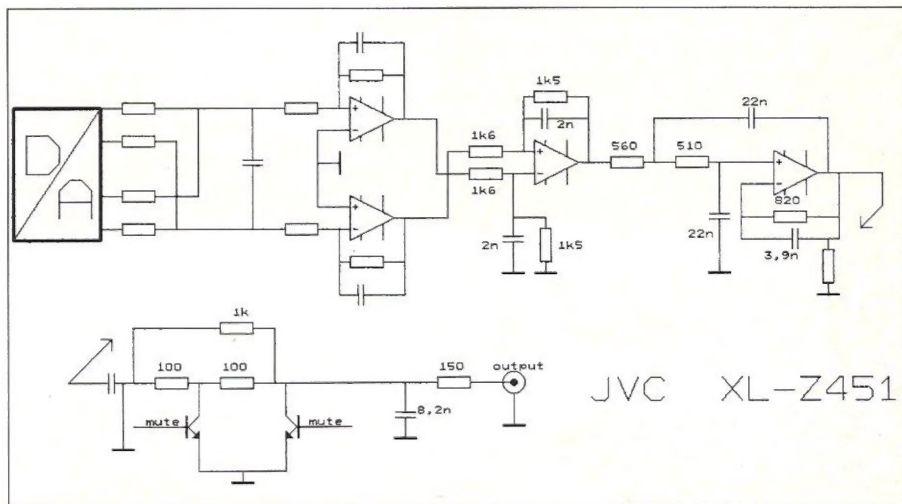 D
A
1k5
2n
1k6
1k6
2n
1k5
560
510
22n
22n
820
3,9n
1k
100
100
150
output
mute
mute
8,2n
JVC XL-Z451